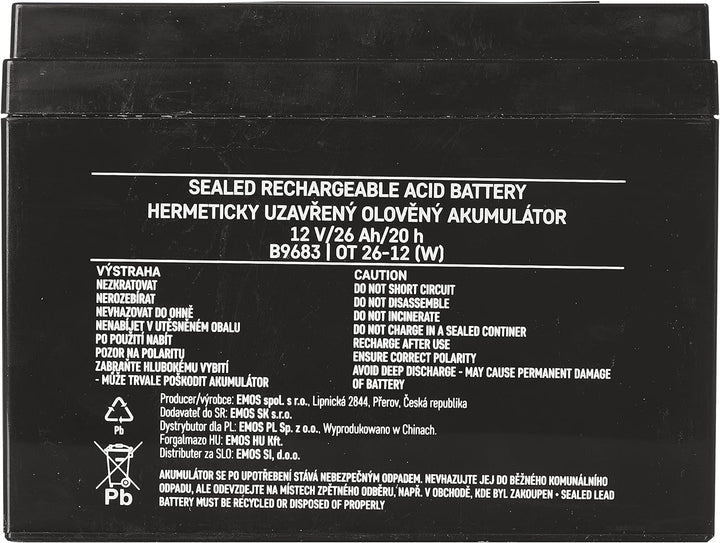 SEALED RECHARGEABLE ACID BATTERY
HERMETICKY UZAVŘENÝ OLOVĚNÝ AKUMULÁTOR
12 V/26 Ah/20 h
B9683 | OT 26-12 (W)
VÝSTRAHA
NEZKRATOVAT
NEROZEBÍRAT
NEVHAZOVAT DO OHNĚ
NENABÍJET V UTĚSNĚNÉM OBALU
PO POUŽITÍ NABÍT
POZOR NA POLARITU
ZABRAŇTE HLUBOKÉMU VYBITÍ
- MŮŽE TRVALE POŠKODIT AKUMULÁTOR
CAUTION
DO NOT SHORT CIRCUIT
DO NOT DISASSEMBLE
DO NOT INCINERATE
DO NOT CHARGE IN A SEALED CONTINER
RECHARGE AFTER USE
ENSURE CORRECT POLARITY
AVOID DEEP DISCHARGE - MAY CAUSE PERMANENT DAMAGE
OF BATTERY
Pb
Producer/výrobce: EMOS spol. s r.o., Lipnická 2844, Přerov, Česká republika
Dodavateľ do SR: EMOS SK s.r.o.
Dystrybutor dla PL: EMOS PL Sp. z o.o., Wyprodukowano w Chinach.
Forgalmazo HU: EMOS HU Kft.
Distributer za SLO: EMOS SI, d.o.o.
Pb
AKUMULÁTOR SE PO UPOTŘEBENÍ STÁVÁ NEBEZPEČNÝM ODPADEM. NEVHAZUJTE JEJ DO BĚŽNÉHO KOMUNÁLNÍHO
ODPADU, ALE ODEVZDEJTE NA MÍSTECH ZPĚTNÉHO ODBĚRU, NAPŘ. V OBCHODĚ, KDE BYL ZAKOUPEN • SEALED LEAD
BATTERY MUST BE RECYCLED OR DISPOSED OF PROPERLY